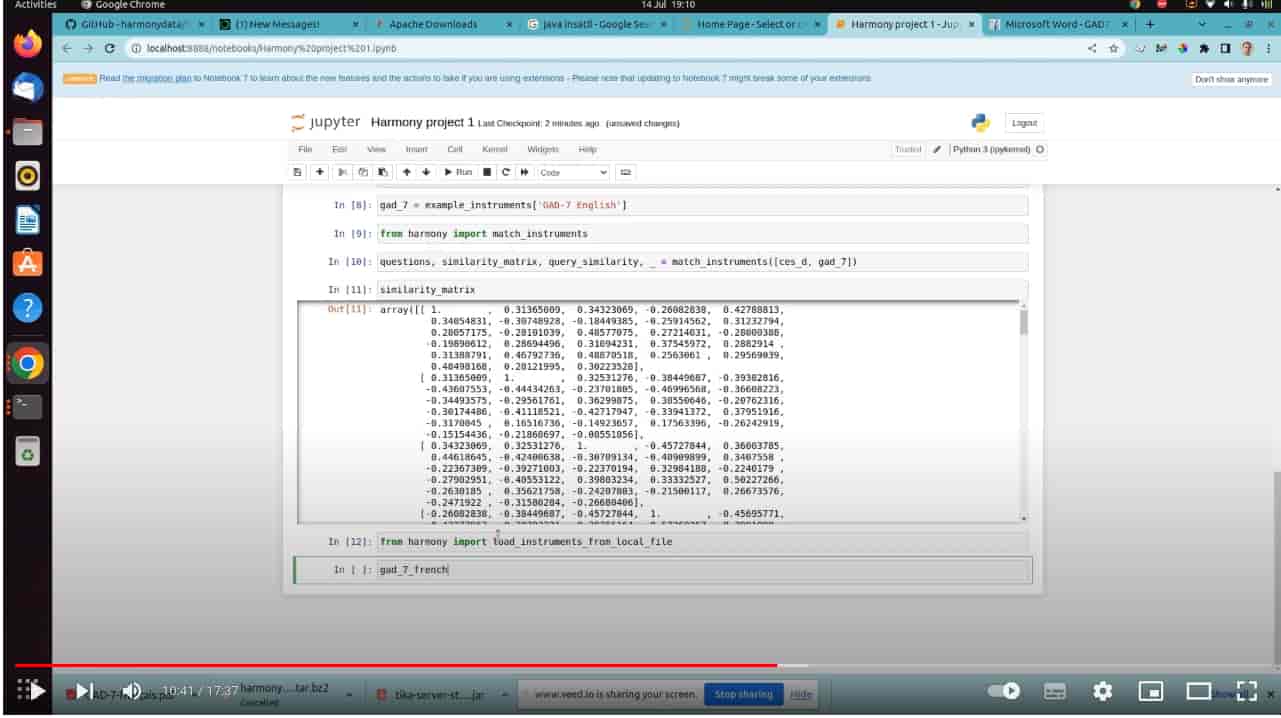 Activities Google Chrome 14 Jul 19:10
GitHub - harmonydata/ (1) New Messages! Apache Downloads java insatll - Google Sea Home Page - Select or c Harmony project 1 - Jup Microsoft Word - GAD7
localhost:8888/notebooks/Harmony%20project%201.ipynb
Read the migration plan to Notebook 7 to learn about the new features and the actions to take if you are using extensions - Please note that updating to Notebook 7 might break some of your extensions. Don't show anymore
jupyter Harmony project 1 Last Checkpoint: 2 minutes ago (unsaved changes) Logout
File Edit View Insert Cell Kernel Widgets Help Trusted Python 3 (ipykernel)
Run Code
In [8]: gad_7 = example_instruments['GAD-7 English']
In [9]: from harmony import match_instruments
In [10]: questions, similarity_matrix, query_similarity, _ = match_instruments([ces_d, gad_7])
In [11]: similarity_matrix
Out[11]: array([[ 1. , 0.31365009, 0.34323069, -0.26082838, 0.42788813,
0.34054831, -0.30748928, -0.18449385, -0.25914562, 0.31232794,
0.28057175, -0.28101039, 0.48577075, 0.27214031, -0.28000388,
-0.19890612, 0.28694496, 0.31094231, 0.37545972, 0.2882914 ,
0.31388791, 0.46792736, 0.48870518, 0.2563061 , 0.29569039,
0.48498168, 0.28121995, 0.30223528],
[ 0.31365009, 1. , 0.32531276, -0.38449687, -0.39302816,
-0.43607553, -0.44434263, -0.23701805, -0.46996568, -0.36608223,
-0.34493575, -0.29561761, 0.36299875, 0.30550646, -0.20762316,
-0.30174486, -0.41118521, -0.42717947, -0.33941372, 0.37951916,
-0.3170045 , 0.16516736, -0.14923657, 0.17563396, -0.26242919,
-0.15154436, -0.21860697, -0.00551056],
[ 0.34323069, 0.32531276, 1. , -0.45727844, 0.36003785,
0.44618645, -0.42400638, -0.30709134, -0.40909899, 0.3407558 ,
-0.22367309, -0.39271003, -0.22370194, 0.32984188, -0.2240179 ,
-0.27902951, -0.40553122, 0.39803234, 0.33332527, 0.50227266,
-0.2630185 , 0.35621758, -0.24207803, -0.21500117, 0.26673576,
-0.2471922 , -0.31580284, -0.26680406],
[-0.26082838, -0.38449687, -0.45727844, 1. , -0.45695771,
In [12]: from harmony import load_instruments_from_local_file
In [ ]: gad_7_french
10:41 / 17:37 harmony....tar.bz2 Cancelled tika-server-st....jar www.veed.io is sharing your screen. Stop sharing Hide